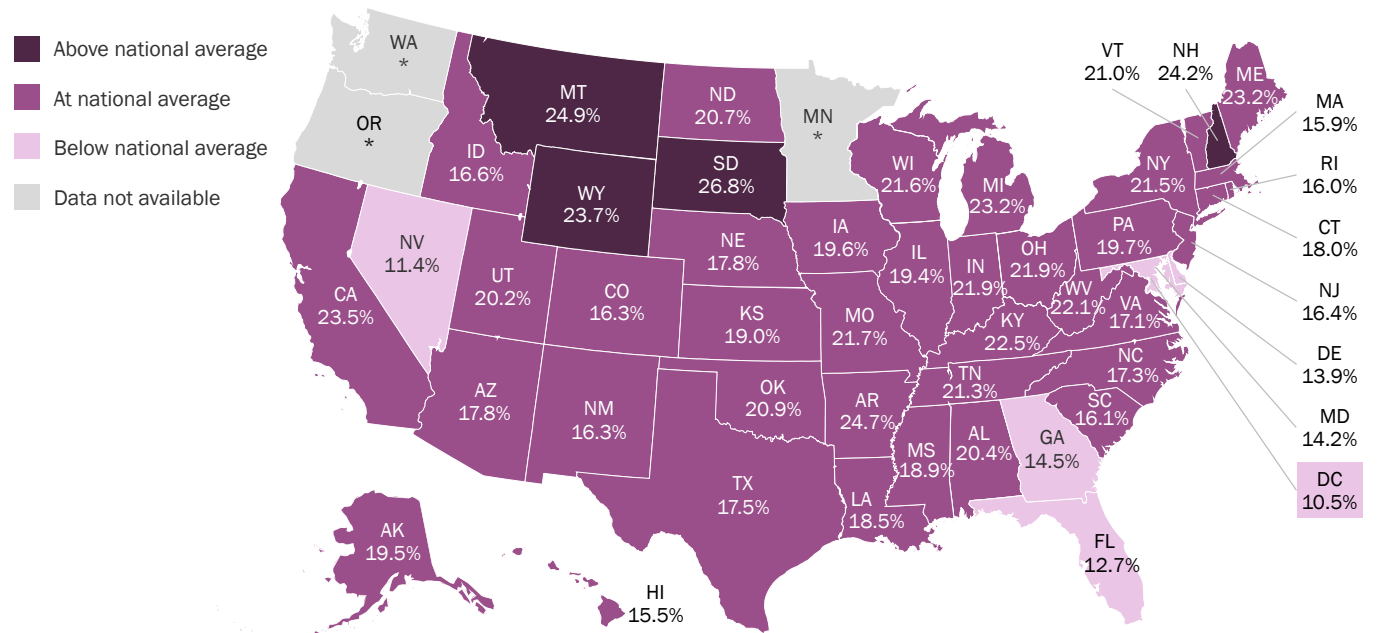 Above national average
At national average
Below national average
Data not available
WA
*
OR
*
MT
24.9%
ND
20.7%
MN
*
ID
16.6%
WY
23.7%
SD
26.8%
WI
21.6%
MI
23.2%
VT
21.0%
NH
24.2%
ME
23.2%
MA
15.9%
NY
21.5%
RI
16.0%
CT
18.0%
NV
11.4%
UT
20.2%
CO
16.3%
NE
17.8%
IA
19.6%
IL
19.4%
IN
21.9%
OH
21.9%
PA
19.7%
NJ
16.4%
CA
23.5%
KS
19.0%
MO
21.7%
KY
22.5%
WV
22.1%
VA
17.1%
DE
13.9%
MD
14.2%
DC
10.5%
AZ
17.8%
NM
16.3%
OK
20.9%
AR
24.7%
TN
21.3%
NC
17.3%
SC
16.1%
TX
17.5%
LA
18.5%
MS
18.9%
AL
20.4%
GA
14.5%
FL
12.7%
AK
19.5%
HI
15.5%